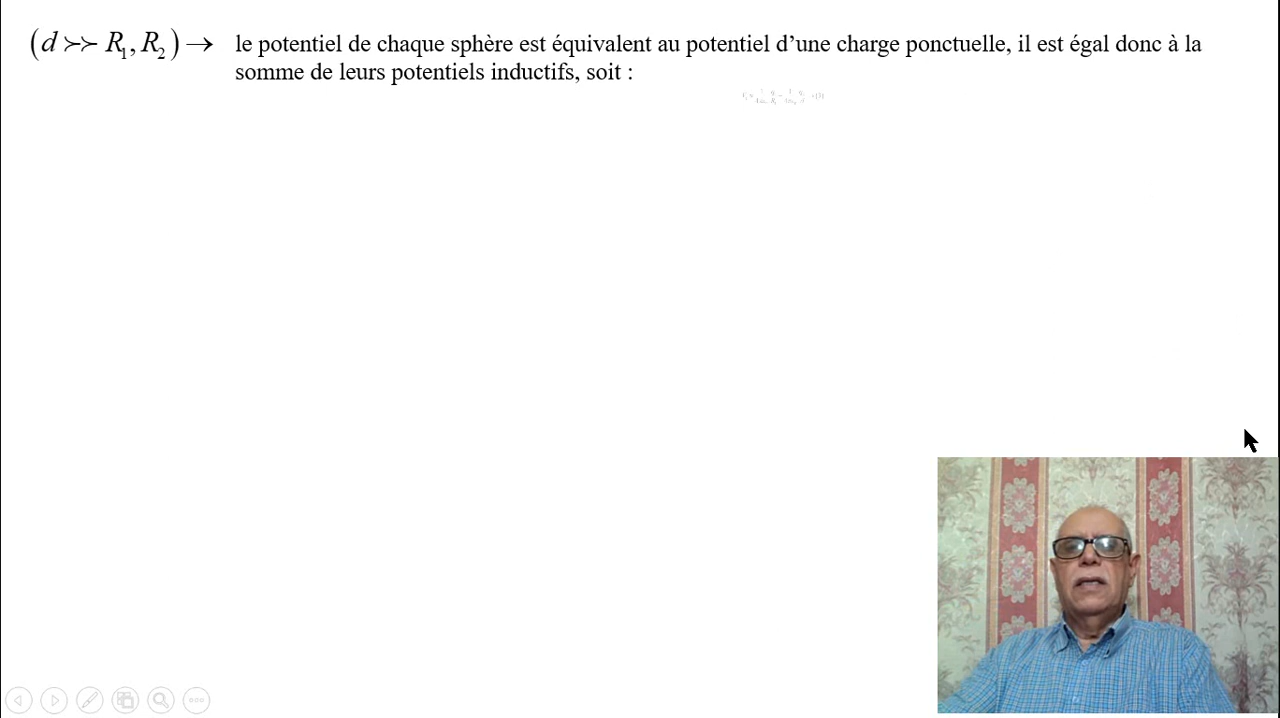 (d ≻≻ R₁, R₂) → le potentiel de chaque sphère est équivalent au potentiel d’une charge ponctuelle, il est égal donc à la
somme de leurs potentiels inductifs, soit :